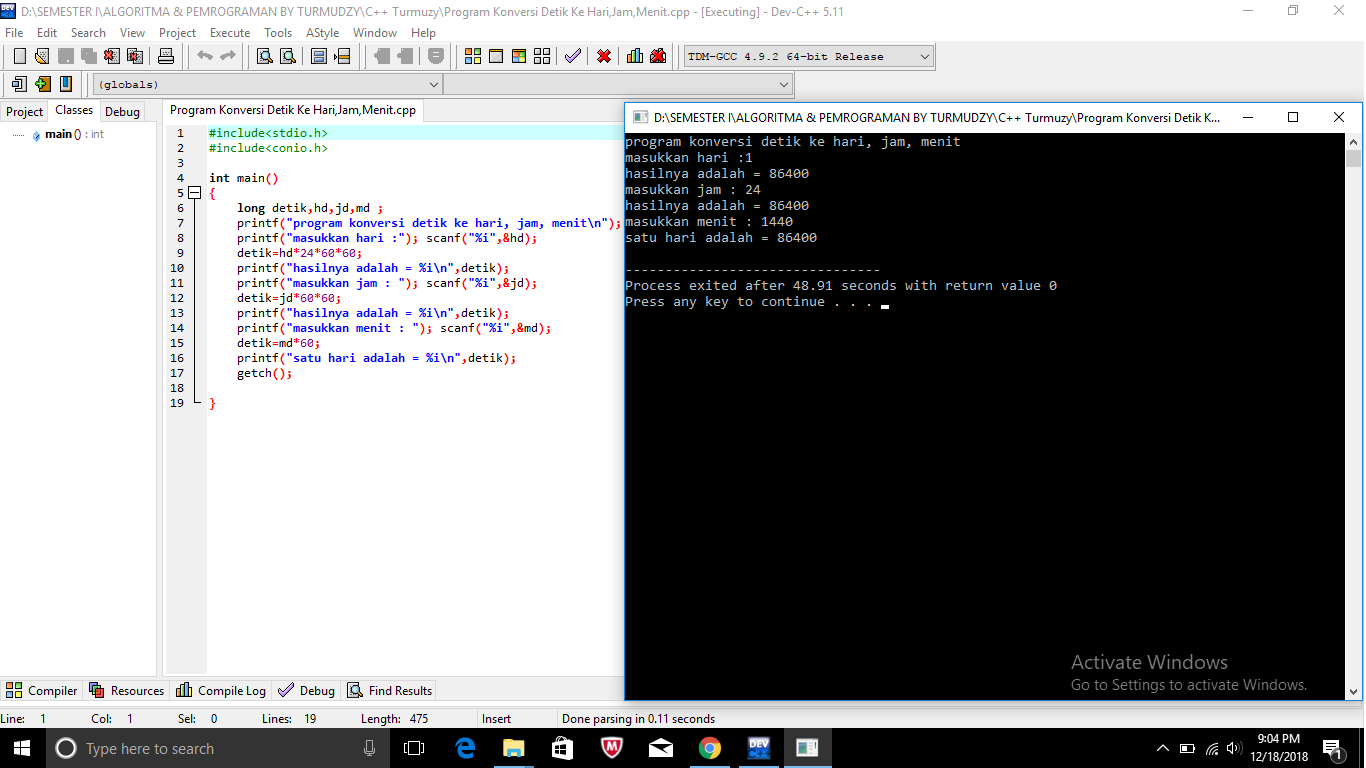 D:\SEMESTER I\ALGORITMA & PEMROGRAMAN BY TURMUDZY\C++ Turmuzy\Program Konversi Detik Ke Hari,Jam,Menit.cpp - [Executing] - Dev-C++ 5.11
File Edit Search View Project Execute Tools AStyle Window Help
TDM-GCC 4.9.2 64-bit Release
(globals)
Project Classes Debug
main () : int
Program Konversi Detik Ke Hari,Jam,Menit.cpp
1 #include<stdio.h>
2 #include<conio.h>
3
4 int main()
5 {
6 long detik,hd,jd,md ;
7 printf("program konversi detik ke hari, jam, menit\n");
8 printf("masukkan hari :"); scanf("%i",&hd);
9 detik=hd*24*60*60;
10 printf("hasilnya adalah = %i\n",detik);
11 printf("masukkan jam : "); scanf("%i",&jd);
12 detik=jd*60*60;
13 printf("hasilnya adalah = %i\n",detik);
14 printf("masukkan menit : "); scanf("%i",&md);
15 detik=md*60;
16 printf("satu hari adalah = %i\n",detik);
17 getch();
18
19 }
D:\SEMESTER I\ALGORITMA & PEMROGRAMAN BY TURMUDZY\C++ Turmuzy\Program Konversi Detik K...
program konversi detik ke hari, jam, menit
masukkan hari :1
hasilnya adalah = 86400
masukkan jam : 24
hasilnya adalah = 86400
masukkan menit : 1440
satu hari adalah = 86400
--------------------------------
Process exited after 48.91 seconds with return value 0
Press any key to continue . . .
Activate Windows
Go to Settings to activate Windows.
Compiler Resources Compile Log Debug Find Results
Line: 1 Col: 1 Sel: 0 Lines: 19 Length: 475 Insert Done parsing in 0.11 seconds
Type here to search
DEV C++
9:04 PM
12/18/2018
1